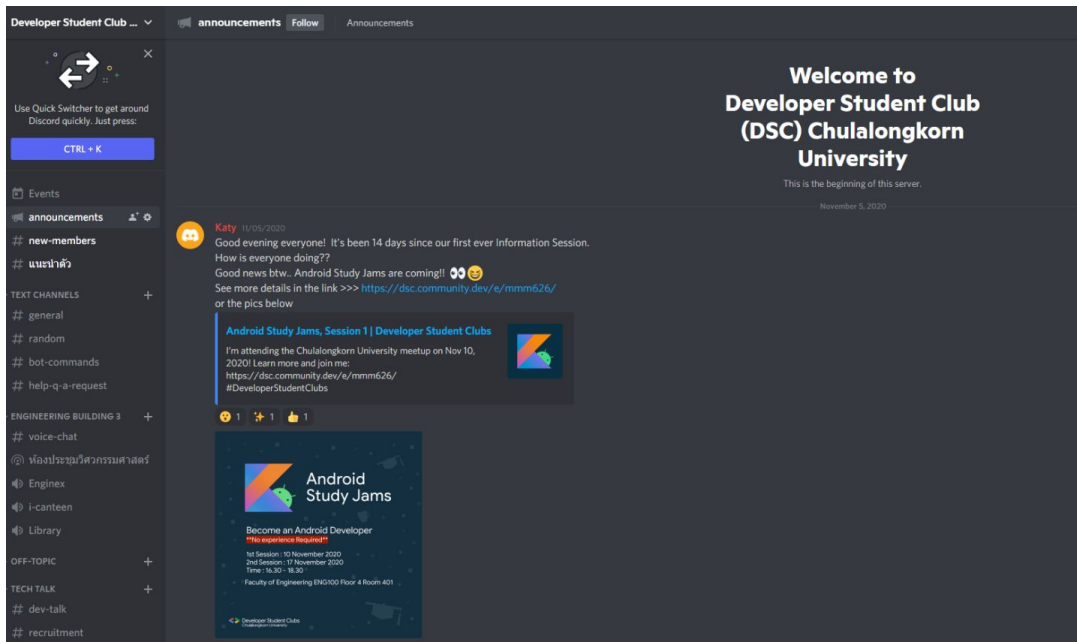 Developer Student Club ...
Use Quick Switcher to get around
Discord quickly. Just press:
CTRL + K
Events
announcements
new-members
แนะนำตัว
TEXT CHANNELS
general
random
bot-commands
help-q-a-request
ENGINEERING BUILDING 3
voice-chat
ห้องประชุมวิศวกรรมศาสตร์
Enginex
i-canteen
Library
OFF-TOPIC
TECH TALK
dev-talk
recruitment
announcements Follow Announcements
Welcome to
Developer Student Club
(DSC) Chulalongkorn
University
This is the beginning of this server.
November 5, 2020
Katy 11/05/2020
Good evening everyone! It's been 14 days since our first ever Information Session.
How is everyone doing??
Good news btw.. Android Study Jams are coming!! 👀😆
See more details in the link >>> https://dsc.community.dev/e/mmm626/
or the pics below
Android Study Jams, Session 1 | Developer Student Clubs
I'm attending the Chulalongkorn University meetup on Nov 10,
2020! Learn more and join me:
https://dsc.community.dev/e/mmm626/
#DeveloperStudentClubs
😮 1 ✨ 1 👍 1
Android
Study Jams
Become an Android Developer
**No experience Required**
1st Session : 10 November 2020
2nd Session : 17 November 2020
Time : 16.30 - 18.30
Faculty of Engineering ENG100 Floor 4 Room 401
Developer Student Clubs
Chulalongkorn University